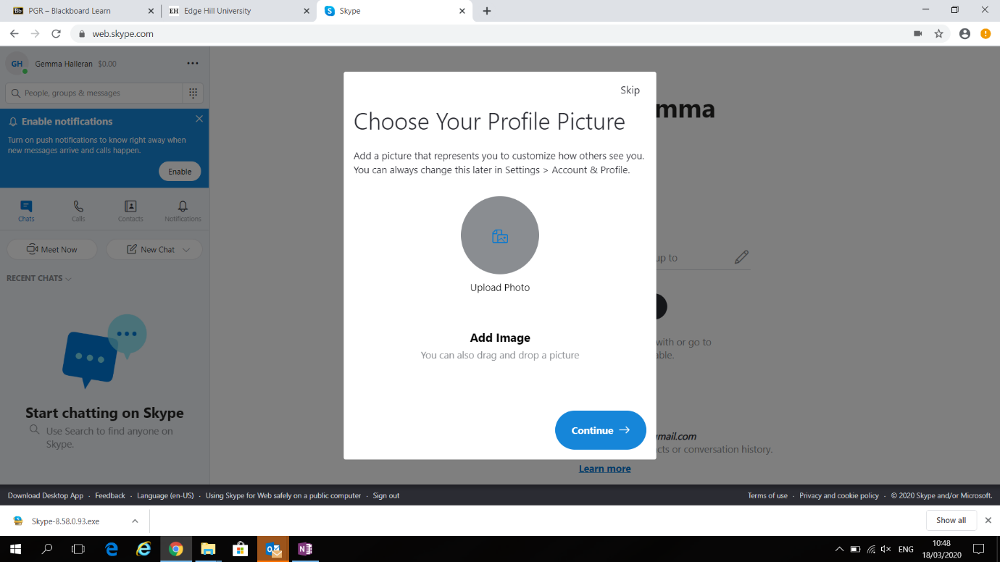 Bb PGR – Blackboard Learn
EH Edge Hill University
S Skype
web.skype.com
GH Gemma Halleran $0.00
People, groups & messages
Enable notifications
Turn on push notifications to know right away when
new messages arrive and calls happen.
Enable
Chats Calls Contacts Notifications
Meet Now New Chat
RECENT CHATS
Start chatting on Skype
Use Search to find anyone on
Skype.
Skip
Choose Your Profile Picture
Add a picture that represents you to customize how others see you.
You can always change this later in Settings > Account & Profile.
Upload Photo
Add Image
You can also drag and drop a picture
Continue
mma
up to
with or go to
able.
gmail.com
cts or conversation history.
Learn more
Download Desktop App · Feedback · Language (en-US) · Using Skype for Web safely on a public computer · Sign out
Terms of use · Privacy and cookie policy · © 2020 Skype and/or Microsoft.
Skype-8.58.0.93.exe
Show all
ENG
10:48
18/03/2020